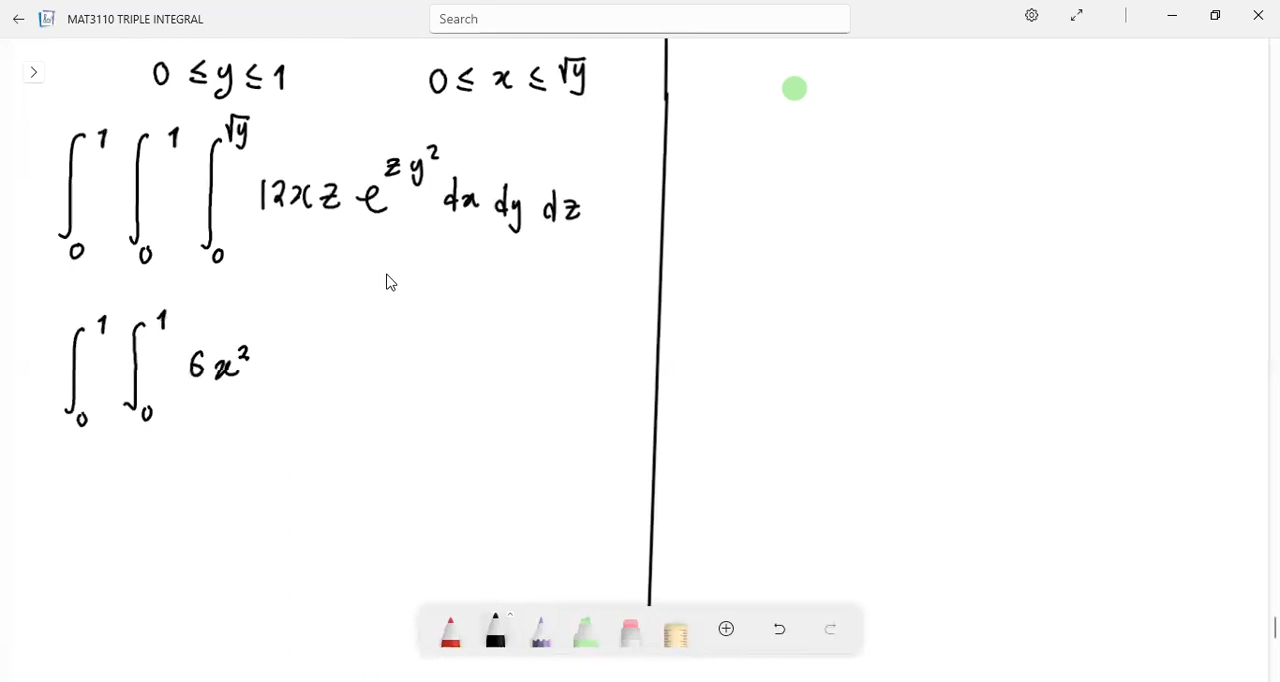 MAT3110 TRIPLE INTEGRAL
Search
0 ≤ y ≤ 1    0 ≤ x ≤ √y
∫₀¹ ∫₀¹ ∫₀^√y 12xz e^(zy²) dx dy dz
∫₀¹ ∫₀¹ 6x²